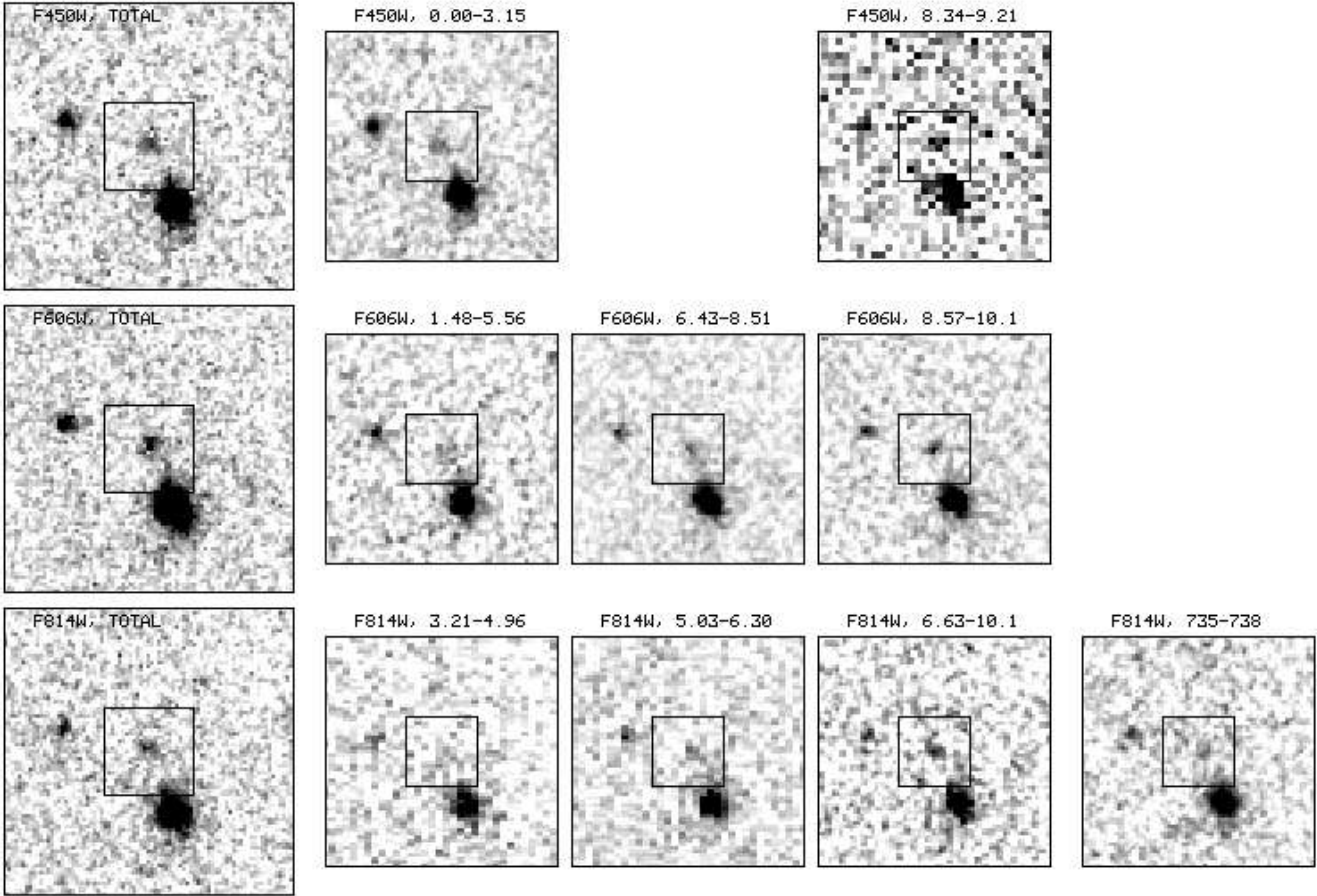 F450W, TOTAL
F450W, 0.00-3.15
F450W, 8.34-9.21
F606W, TOTAL
F606W, 1.48-5.56
F606W, 6.43-8.51
F606W, 8.57-10.1
F814W, TOTAL
F814W, 3.21-4.96
F814W, 5.03-6.30
F814W, 6.63-10.1
F814W, 735-738